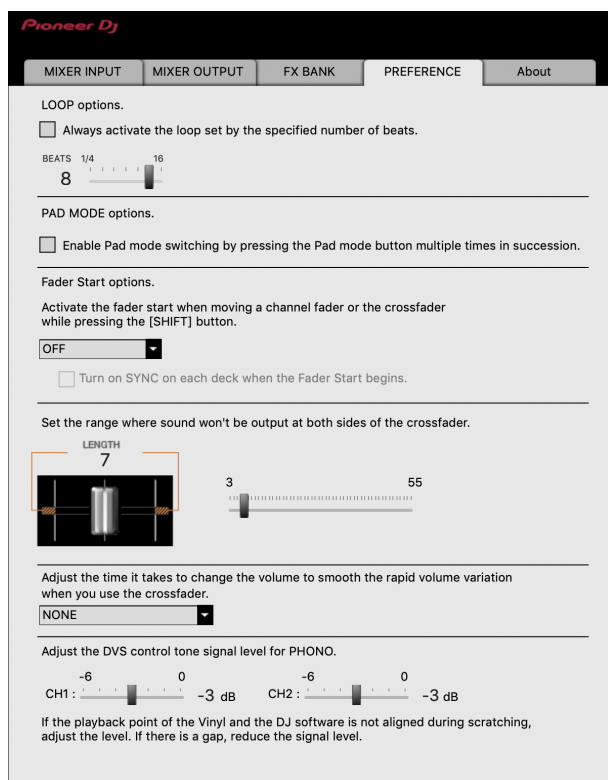 Pioneer Dj
MIXER INPUT MIXER OUTPUT FX BANK PREFERENCE About
LOOP options.
Always activate the loop set by the specified number of beats.
BEATS 1/4 16
8
PAD MODE options.
Enable Pad mode switching by pressing the Pad mode button multiple times in succession.
Fader Start options.
Activate the fader start when moving a channel fader or the crossfader
while pressing the [SHIFT] button.
OFF
Turn on SYNC on each deck when the Fader Start begins.
Set the range where sound won't be output at both sides of the crossfader.
LENGTH
7
3 55
Adjust the time it takes to change the volume to smooth the rapid volume variation
when you use the crossfader.
NONE
Adjust the DVS control tone signal level for PHONO.
-6 0 -6 0
CH1 : -3 dB CH2 : -3 dB
If the playback point of the Vinyl and the DJ software is not aligned during scratching,
adjust the level. If there is a gap, reduce the signal level.